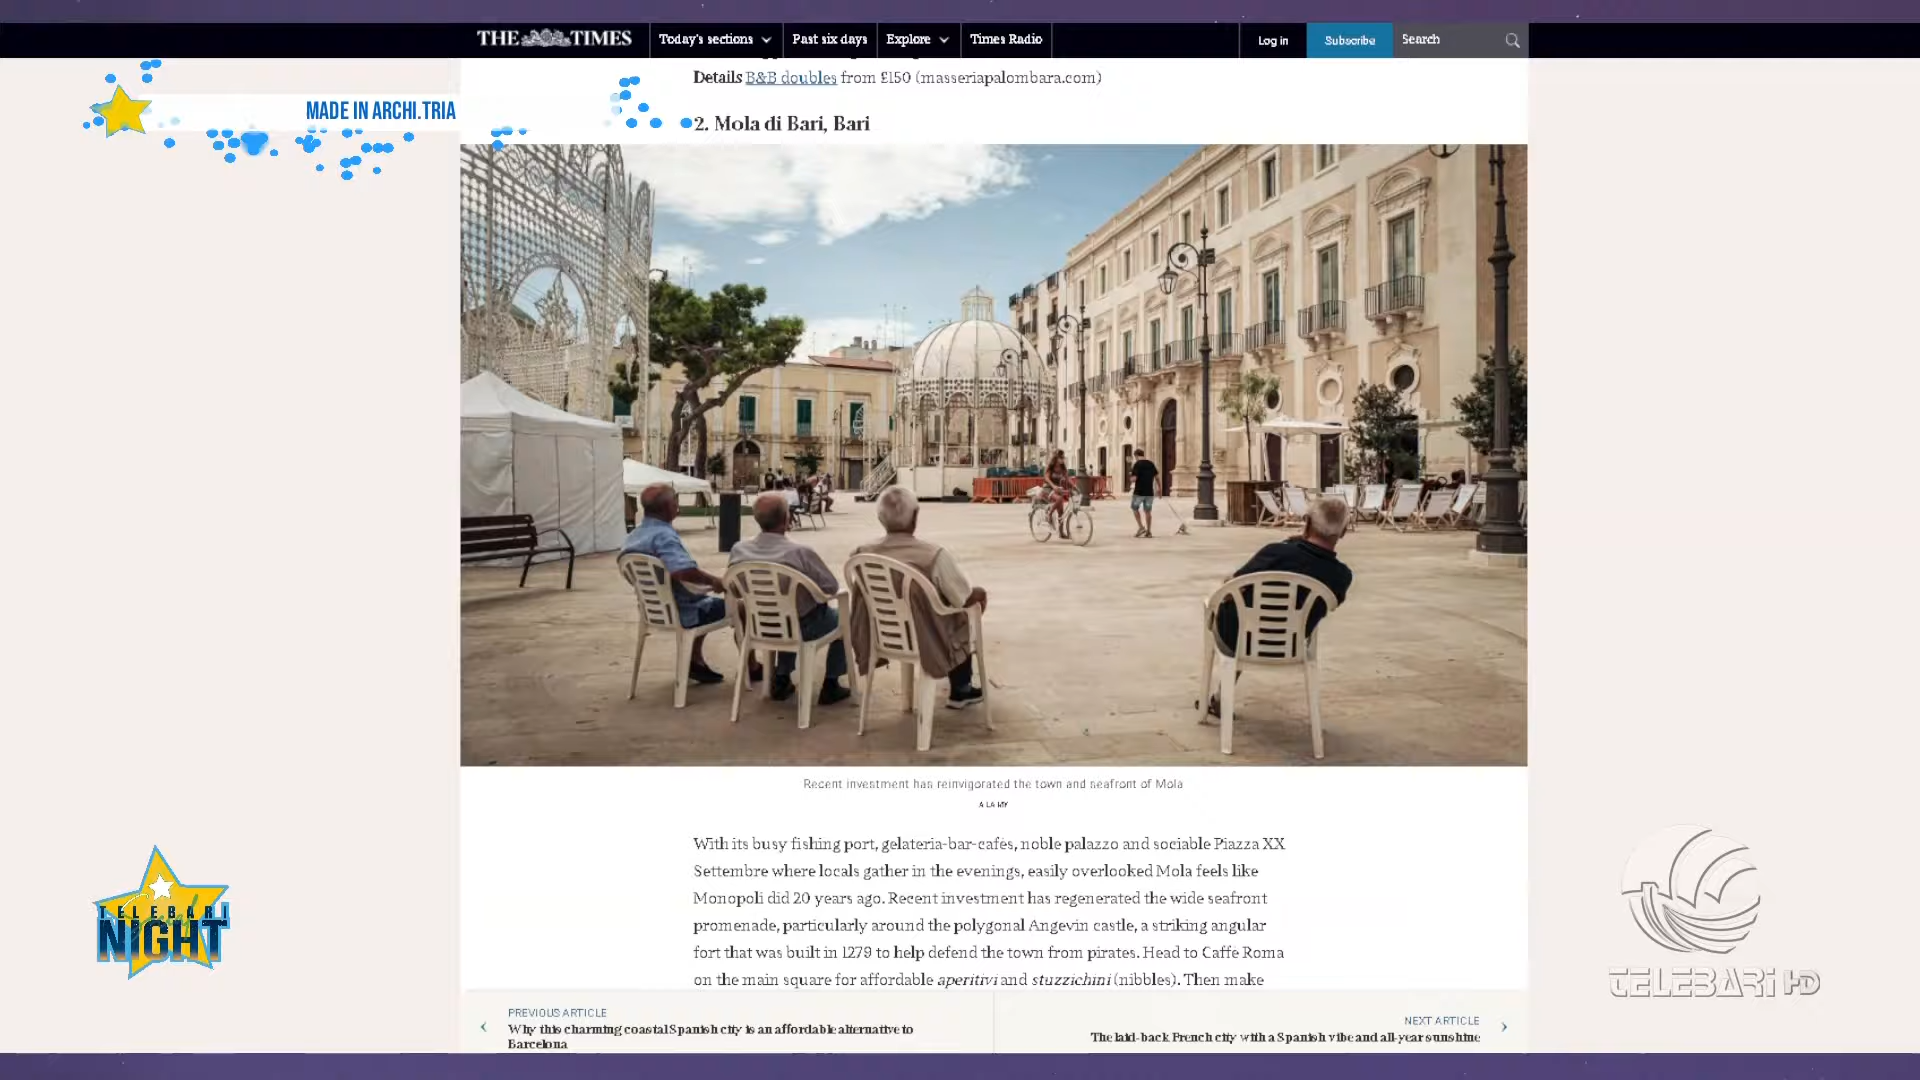 THE TIMES
Today's sections
Past six days
Explore
Times Radio
Log in
Subscribe
Search
Details B&B doubles from £150 (masseriapalombara.com)
MADE IN ARCHI.TRIA
2. Mola di Bari, Bari
Recent investment has reinvigorated the town and seafront of Mola
ALAMY
With its busy fishing port, gelateria-bar-cafés, noble palazzo and sociable Piazza XX
Settembre where locals gather in the evenings, easily overlooked Mola feels like
Monopoli did 20 years ago. Recent investment has regenerated the wide seafront
promenade, particularly around the polygonal Angevin castle, a striking angular
fort that was built in 1279 to help defend the town from pirates. Head to Caffe Roma
on the main square for affordable aperitivi and stuzzichini (nibbles). Then make
PREVIOUS ARTICLE
Why this charming coastal Spanish city is an affordable alternative to
Barcelona
NEXT ARTICLE
The laid-back French city with a Spanish vibe and all-year sunshine
TELEBARI
NIGHT
TELEBARI HD